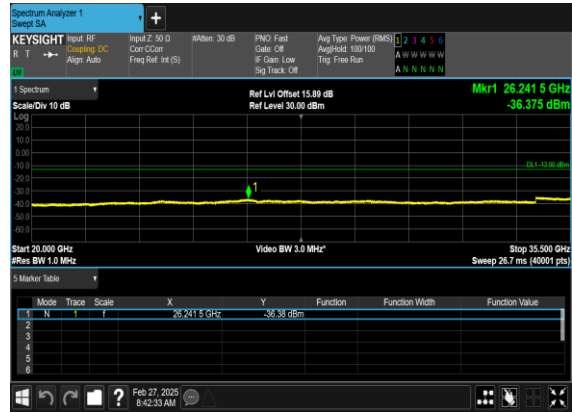 Spectrum Analyzer 1
Swept SA
+
KEYSIGHT
R T
Input: RF
Coupling: DC
Align: Auto
Input Z: 50 Ω
Corr CCorr
Freq Ref: Int (S)
#Atten: 30 dB
PNO: Fast
Gate: Off
IF Gain: Low
Sig Track: Off
Avg Type: Power (RMS)
Avg|Hold: 100/100
Trig: Free Run
1 2 3 4 5 6
A W W W W W
A N N N N N
1 Spectrum
Scale/Div 10 dB
Ref Lvl Offset 15.89 dB
Ref Level 30.00 dBm
Mkr1 26.241 5 GHz
-36.375 dBm
Log
20.0
10.0
0.00
-10.0
-20.0
-30.0
-40.0
-50.0
-60.0
DL1 -13.00 dBm
1
Start 20.000 GHz
#Res BW 1.0 MHz
Video BW 3.0 MHz*
Stop 35.500 GHz
Sweep 26.7 ms (40001 pts)
5 Marker Table
Mode Trace Scale X Y Function Function Width Function Value
1 N 1 f 26.241 5 GHz -36.38 dBm
2
3
4
5
6
?
Feb 27, 2025
8:42:33 AM